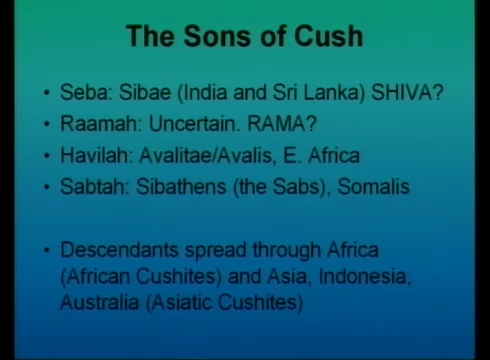 The Sons of Cush
• Seba: Sibae (India and Sri Lanka) SHIVA?
• Raamah: Uncertain. RAMA?
• Havilah: Avalitae/Avalis, E. Africa
• Sabtah: Sibathens (the Sabs), Somalis
• Descendants spread through Africa
(African Cushites) and Asia, Indonesia,
Australia (Asiatic Cushites)